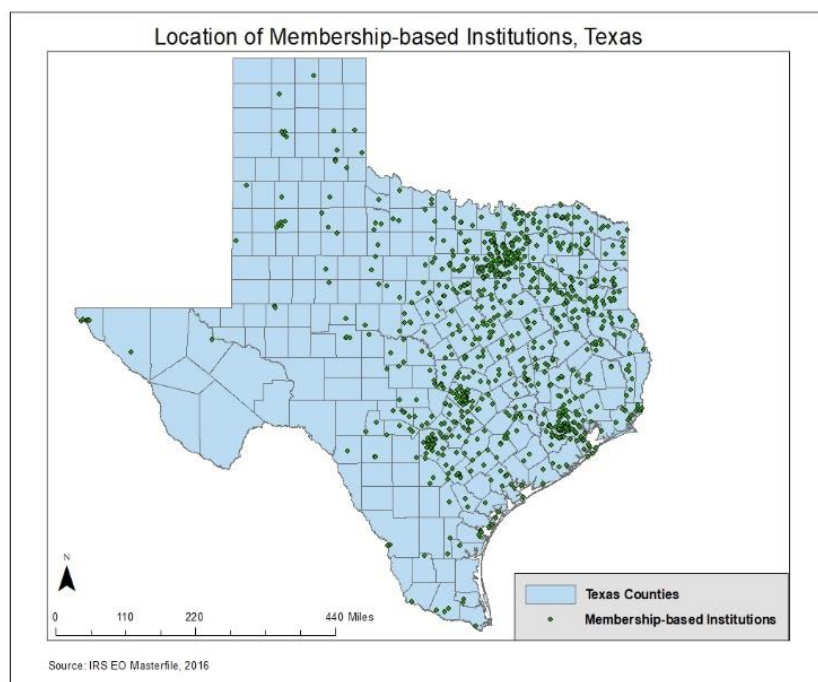 Location of Membership-based Institutions, Texas
N
0 110 220 440 Miles
Texas Counties
Membership-based Institutions
Source: IRS EO Masterfile, 2016